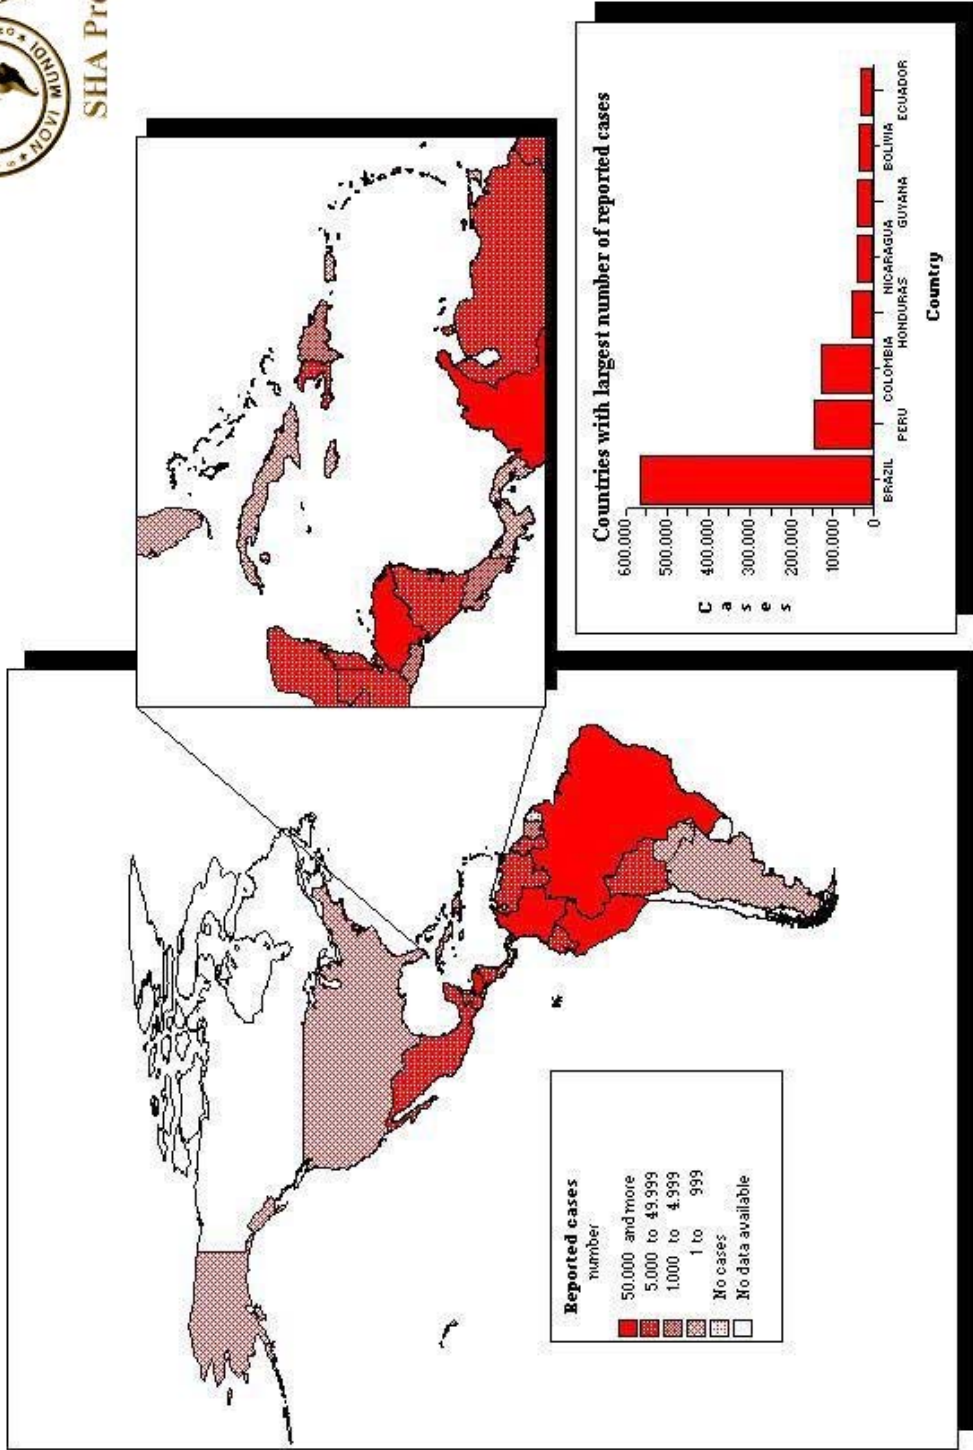 SHA Pr
NOVI
MUNDI
Countries with largest number of reported cases
600.000
500.000
400.000
300.000
200.000
100.000
0
Cases
BRAZIL
PERU
COLOMBIA
HONDURAS
NICARAGUA
GUYANA
BOLIVIA
ECUADOR
Country
Reported cases
number
50.000 and more
5.000 to 49.999
1.000 to 4.999
1 to 999
No cases
No data available